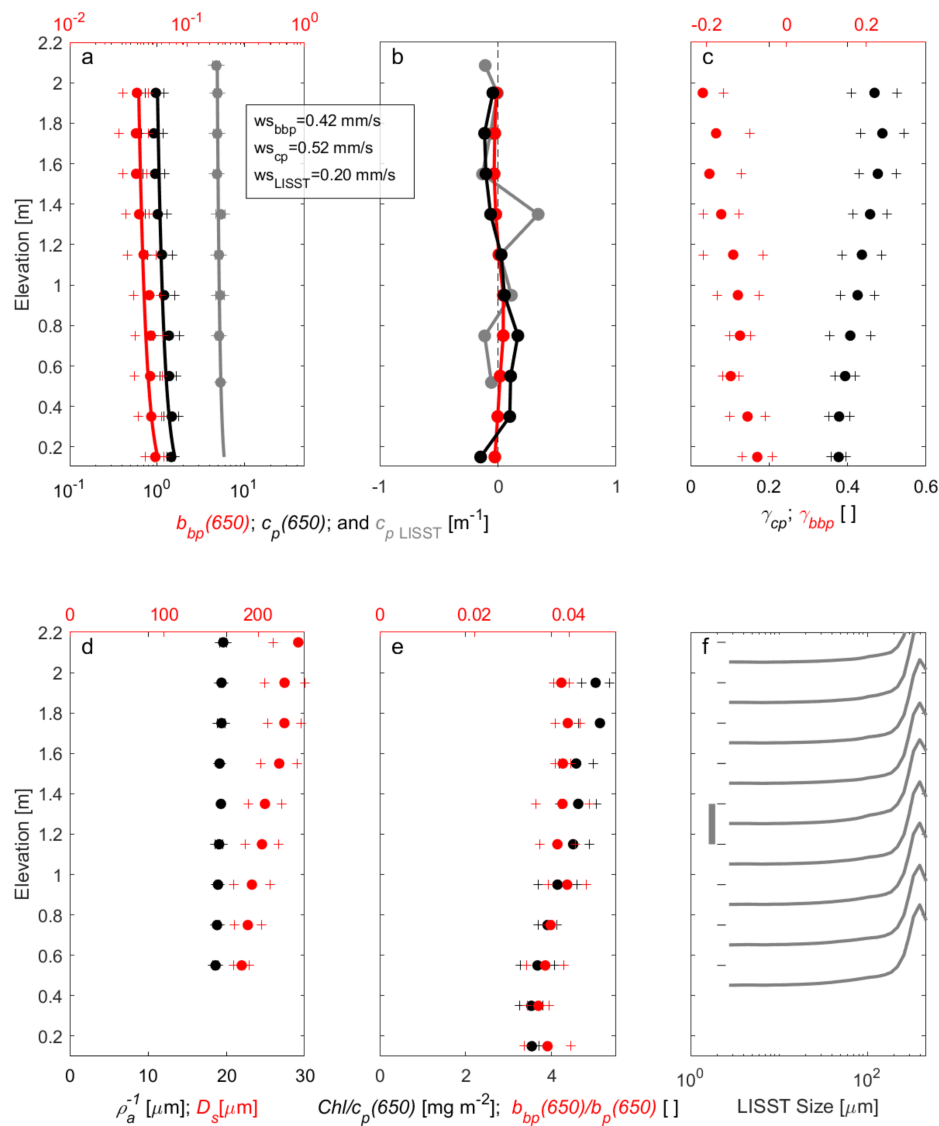 10^-2 10^-1 10^0
-0.2 0 0.2
2.2
2
1.8
1.6
1.4
1.2
1
0.8
0.6
0.4
0.2
Elevation [m]
a
b
c
ws_bbp=0.42 mm/s
ws_cp=0.52 mm/s
ws_LISST=0.20 mm/s
10^-1 10^0 10^1
-1 0 1
0 0.2 0.4 0.6
b_bp(650); c_p(650); and c_p LISST [m^-1]
γ_cp; γ_bbp [ ]
0 100 200
0 0.02 0.04
2.2
2
1.8
1.6
1.4
1.2
1
0.8
0.6
0.4
0.2
Elevation [m]
d
e
f
0 10 20 30
0 2 4
10^0 10^2
ρ_a^-1 [μm]; D_s[μm]
Chl/c_p(650) [mg m^-2]; b_bp(650)/b_p(650) [ ]
LISST Size [μm]